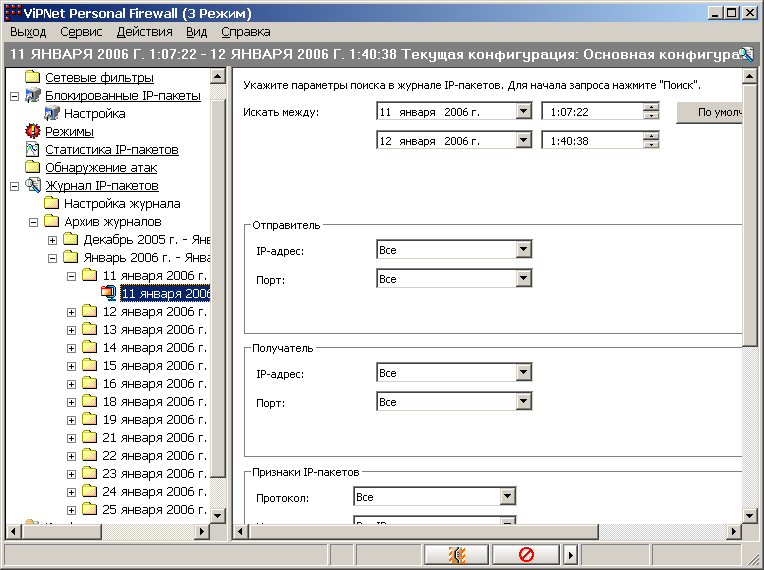 ViPNet Personal Firewall (3 Режим)
Выход Сервис Действия Вид Справка
11 ЯНВАРЯ 2006 Г. 1:07:22 - 12 ЯНВАРЯ 2006 Г. 1:40:38 Текущая конфигурация: Основная конфигура
Сетевые фильтры
Блокированные IP-пакеты
Настройка
Режимы
Статистика IP-пакетов
Обнаружение атак
Журнал IP-пакетов
Настройка журнала
Архив журналов
Декабрь 2005 г. - Янв
Январь 2006 г. - Янва
11 января 2006 г.
11 января 2006
12 января 2006 г.
13 января 2006 г.
14 января 2006 г.
15 января 2006 г.
16 января 2006 г.
18 января 2006 г.
19 января 2006 г.
21 января 2006 г.
22 января 2006 г.
23 января 2006 г.
24 января 2006 г.
25 января 2006 г.
Укажите параметры поиска в журнале IP-пакетов. Для начала запроса нажмите "Поиск".
Искать между: 11 января 2006 г. 1:07:22 По умолч
12 января 2006 г. 1:40:38
Отправитель
IP-адрес: Все
Порт: Все
Получатель
IP-адрес: Все
Порт: Все
Признаки IP-пакетов
Протокол: Все